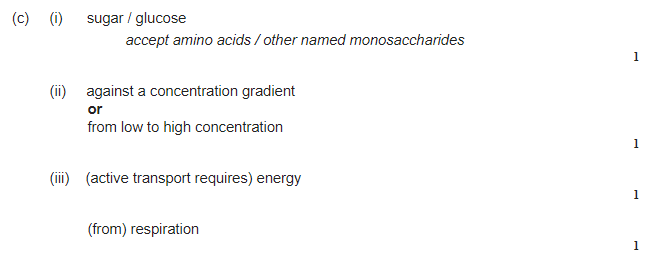 (c) (i) sugar / glucose
accept amino acids / other named monosaccharides
1
(ii) against a concentration gradient
or
from low to high concentration
1
(iii) (active transport requires) energy
1
(from) respiration
1